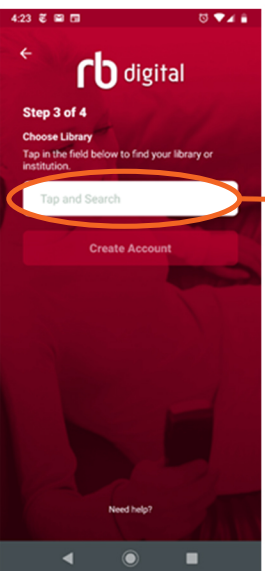 4:23
rb digital
Step 3 of 4
Choose Library
Tap in the field below to find your library or
institution.
Tap and Search
Create Account
Need help?